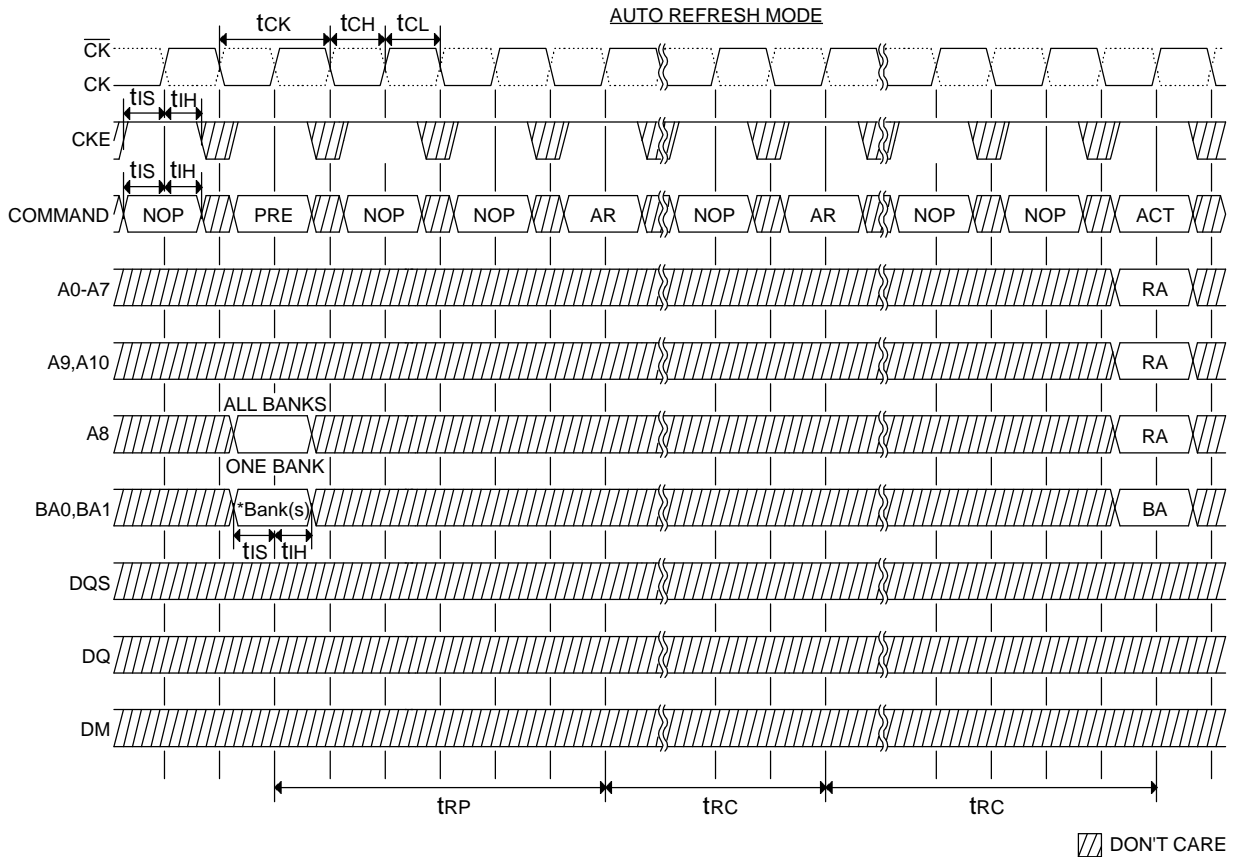 AUTO REFRESH MODE
tCK tCH tCL
CK
CK
tIS tIH
CKE
tIS tIH
COMMAND NOP PRE NOP NOP AR NOP AR NOP NOP ACT
A0-A7 RA
A9,A10 RA
ALL BANKS
A8 RA
ONE BANK
BA0,BA1 *Bank(s) BA
tIS tIH
DQS
DQ
DM
tRP tRC tRC
DON'T CARE